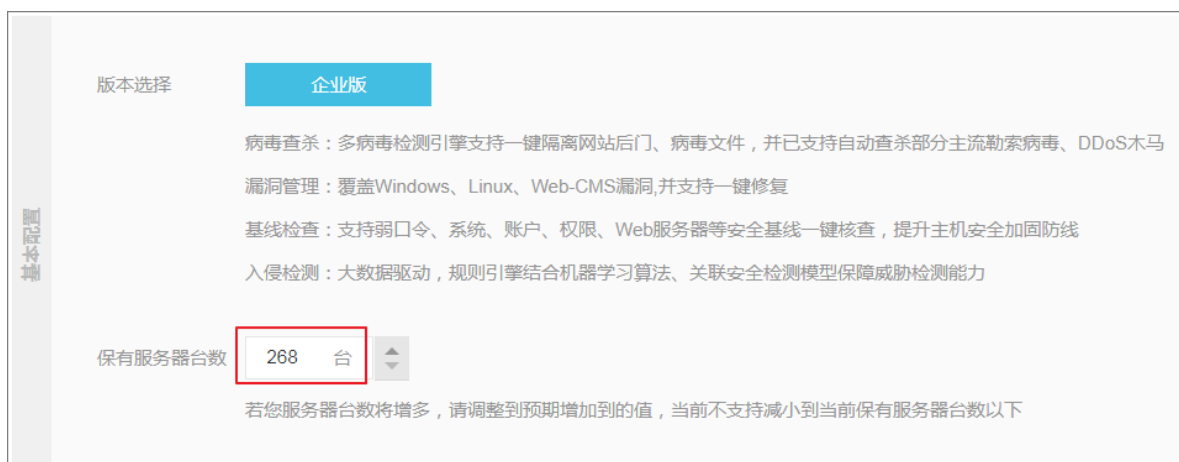 版本选择 企业版
病毒查杀：多病毒检测引擎支持一键隔离网站后门、病毒文件，并已支持自动查杀部分主流勒索病毒、DDoS木马
漏洞管理：覆盖Windows、Linux、Web-CMS漏洞,并支持一键修复
基线检查：支持弱口令、系统、账户、权限、Web服务器等安全基线一键核查，提升主机安全加固防线
基本配置
入侵检测：大数据驱动，规则引擎结合机器学习算法、关联安全检测模型保障威胁检测能力
保有服务器台数 268 台
若您服务器台数将增多，请调整到预期增加到的值，当前不支持减小到当前保有服务器台数以下